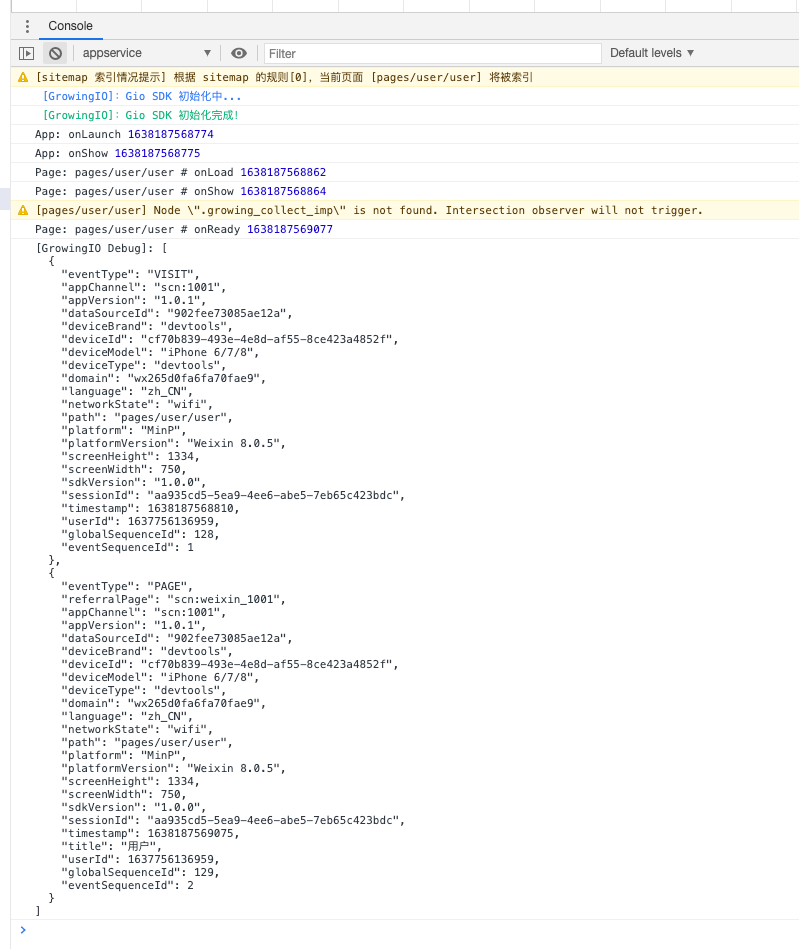 Console
appservice ▼ Filter Default levels ▼
[sitemap 索引情况提示] 根据 sitemap 的规则[0]，当前页面 [pages/user/user] 将被索引
[GrowingIO]：Gio SDK 初始化中...
[GrowingIO]：Gio SDK 初始化完成！
App: onLaunch 1638187568774
App: onShow 1638187568775
Page: pages/user/user # onLoad 1638187568862
Page: pages/user/user # onShow 1638187568864
[pages/user/user] Node \".growing_collect_imp\" is not found. Intersection observer will not trigger.
Page: pages/user/user # onReady 1638187569077
[GrowingIO Debug]: [
{
"eventType": "VISIT",
"appChannel": "scn:1001",
"appVersion": "1.0.1",
"dataSourceId": "902fee73085ae12a",
"deviceBrand": "devtools",
"deviceId": "cf70b839-493e-4e8d-af55-8ce423a4852f",
"deviceModel": "iPhone 6/7/8",
"deviceType": "devtools",
"domain": "wx265d0fa6fa70fae9",
"language": "zh_CN",
"networkState": "wifi",
"path": "pages/user/user",
"platform": "MinP",
"platformVersion": "Weixin 8.0.5",
"screenHeight": 1334,
"screenWidth": 750,
"sdkVersion": "1.0.0",
"sessionId": "aa935cd5-5ea9-4ee6-abe5-7eb65c423bdc",
"timestamp": 1638187568810,
"userId": 1637756136959,
"globalSequenceId": 128,
"eventSequenceId": 1
},
{
"eventType": "PAGE",
"referralPage": "scn:weixin_1001",
"appChannel": "scn:1001",
"appVersion": "1.0.1",
"dataSourceId": "902fee73085ae12a",
"deviceBrand": "devtools",
"deviceId": "cf70b839-493e-4e8d-af55-8ce423a4852f",
"deviceModel": "iPhone 6/7/8",
"deviceType": "devtools",
"domain": "wx265d0fa6fa70fae9",
"language": "zh_CN",
"networkState": "wifi",
"path": "pages/user/user",
"platform": "MinP",
"platformVersion": "Weixin 8.0.5",
"screenHeight": 1334,
"screenWidth": 750,
"sdkVersion": "1.0.0",
"sessionId": "aa935cd5-5ea9-4ee6-abe5-7eb65c423bdc",
"timestamp": 1638187569075,
"title": "用户",
"userId": 1637756136959,
"globalSequenceId": 129,
"eventSequenceId": 2
}
]